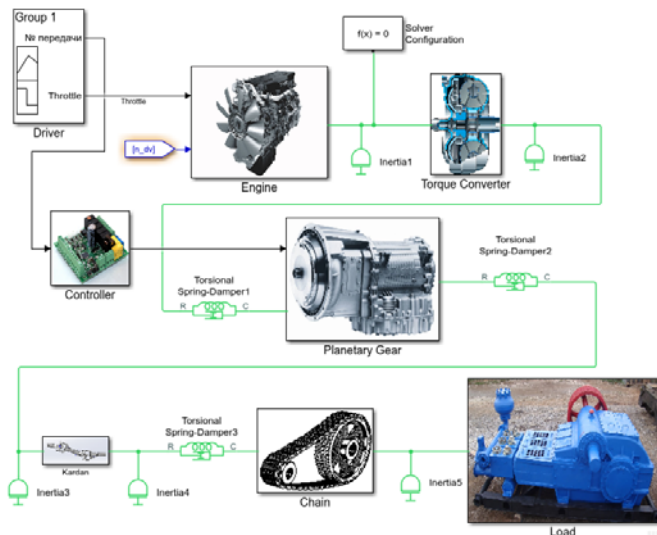 Group 1
№ передачи
Throttle
Driver
Throttle
[n_dv]
Engine
f(x) = 0
Solver
Configuration
Inertia1
Torque Converter
Inertia2
Controller
Torsional
Spring-Damper1
R
C
Planetary Gear
Torsional
Spring-Damper2
R
C
Inertia3
Kardan
Inertia4
Torsional
Spring-Damper3
R
C
Chain
Inertia5
Load